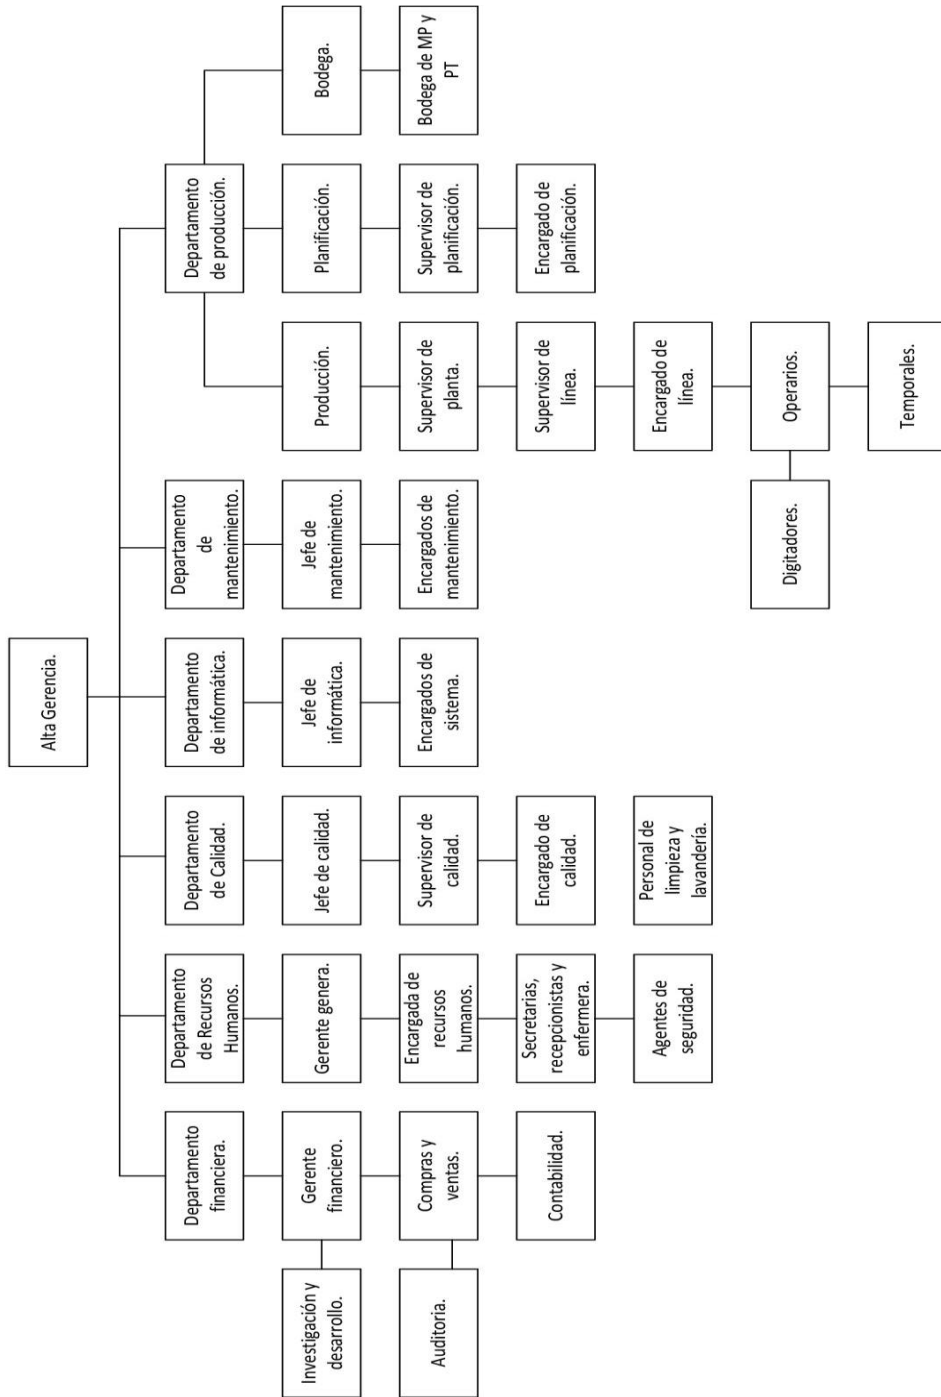 Alta Gerencia.
Departamento
financiera.
Departamento
de Recursos
Humanos.
Departamento
de Calidad.
Departamento
de informática.
Departamento
de
mantenimiento.
Departamento
de producción.
Investigación y
desarrollo.
Gerente
financiero.
Gerente genera.
Jefe de calidad.
Jefe de
informática.
Jefe de
mantenimiento.
Producción.
Planificación.
Bodega.
Auditoria.
Compras y
ventas.
Encargada de
recursos
humanos.
Supervisor de
calidad.
Encargados de
sistema.
Encargados de
mantenimiento.
Supervisor de
planta.
Supervisor de
planificación.
Bodega de MP y
PT
Contabilidad.
Secretarias,
recepcionistas y
enfermera.
Encargado de
calidad.
Supervisor de
línea.
Encargado de
planificación.
Agentes de
seguridad.
Personal de
limpieza y
lavandería.
Encargado de
línea.
Digitadores.
Operarios.
Temporales.